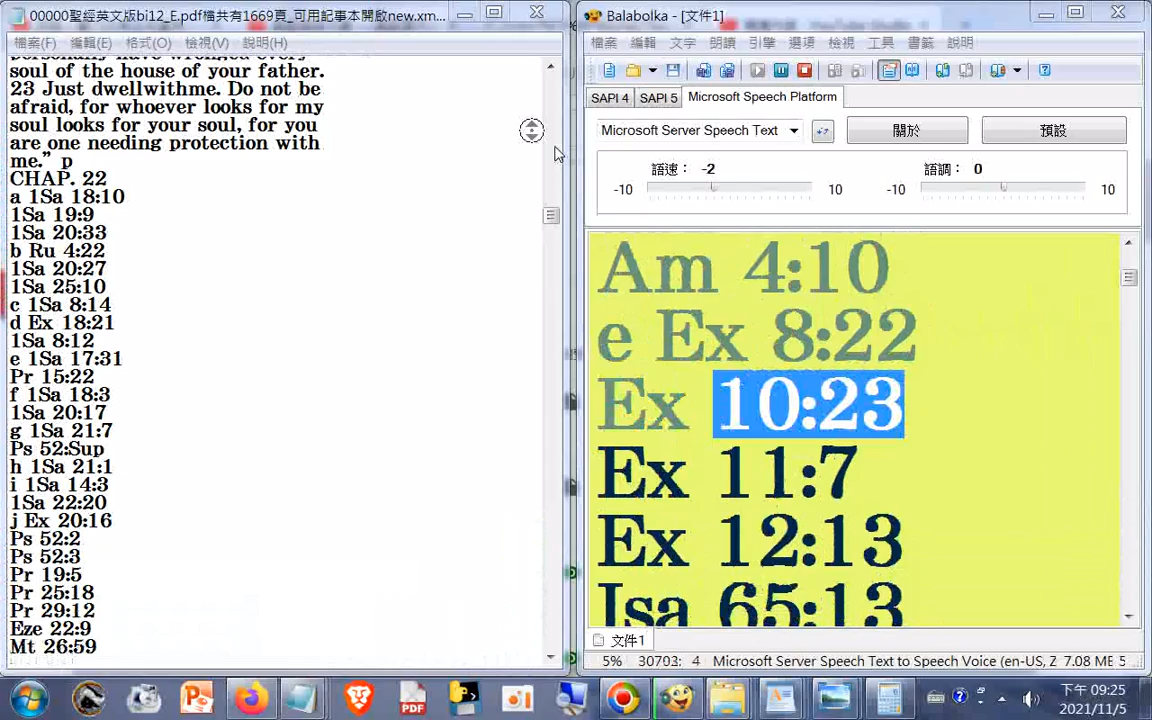 00000聖經英文版bi12_E.pdf檔共有1669頁_可用記事本開啟new.xm...
檔案(F) 編輯(E) 格式(O) 檢視(V) 說明(H)
personally have wronged every
soul of the house of your father.
23 Just dwellwithme. Do not be
afraid, for whoever looks for my
soul looks for your soul, for you
are one needing protection with
me.” p
CHAP. 22
a 1Sa 18:10
1Sa 19:9
1Sa 20:33
b Ru 4:22
1Sa 20:27
1Sa 25:10
c 1Sa 8:14
d Ex 18:21
1Sa 8:12
e 1Sa 17:31
Pr 15:22
f 1Sa 18:3
1Sa 20:17
g 1Sa 21:7
Ps 52:Sup
h 1Sa 21:1
i 1Sa 14:3
1Sa 22:20
j Ex 20:16
Ps 52:2
Ps 52:3
Pr 19:5
Pr 25:18
Pr 29:12
Eze 22:9
Mt 26:59
Balabolka - [文件1]
檔案 編輯 文字 朗讀 引擎 選項 檢視 工具 書籤 說明
SAPI 4 SAPI 5 Microsoft Speech Platform
Microsoft Server Speech Text 關於 預設
語速： -2 語調： 0
-10 10 -10 10
Am 4:10
e Ex 8:22
Ex 10:23
Ex 11:7
Ex 12:13
Isa 65:13
文件1
5% 30703: 4 Microsoft Server Speech Text to Speech Voice (en-US, Z 7.08 MB 5
PDF
下午 09:25
2021/11/5